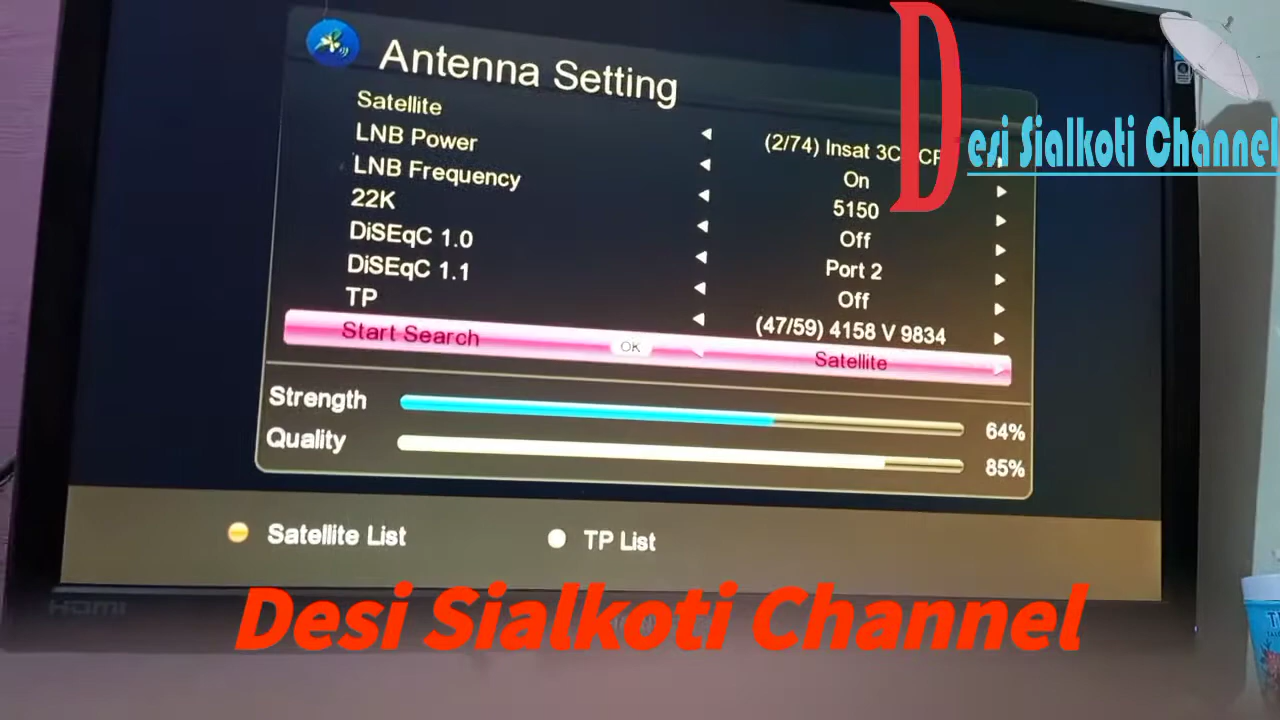 Antenna Setting
Satellite
(2/74) Insat 3C
LNB Power
On
LNB Frequency
5150
22K
Off
DiSEqC 1.0
Port 2
DiSEqC 1.1
Off
TP
(47/59) 4158 V 9834
Start Search
OK
Satellite
Strength
64%
Quality
85%
Satellite List
TP List
HDMI
Desi Sialkoti Channel
Desi Sialkoti Channel